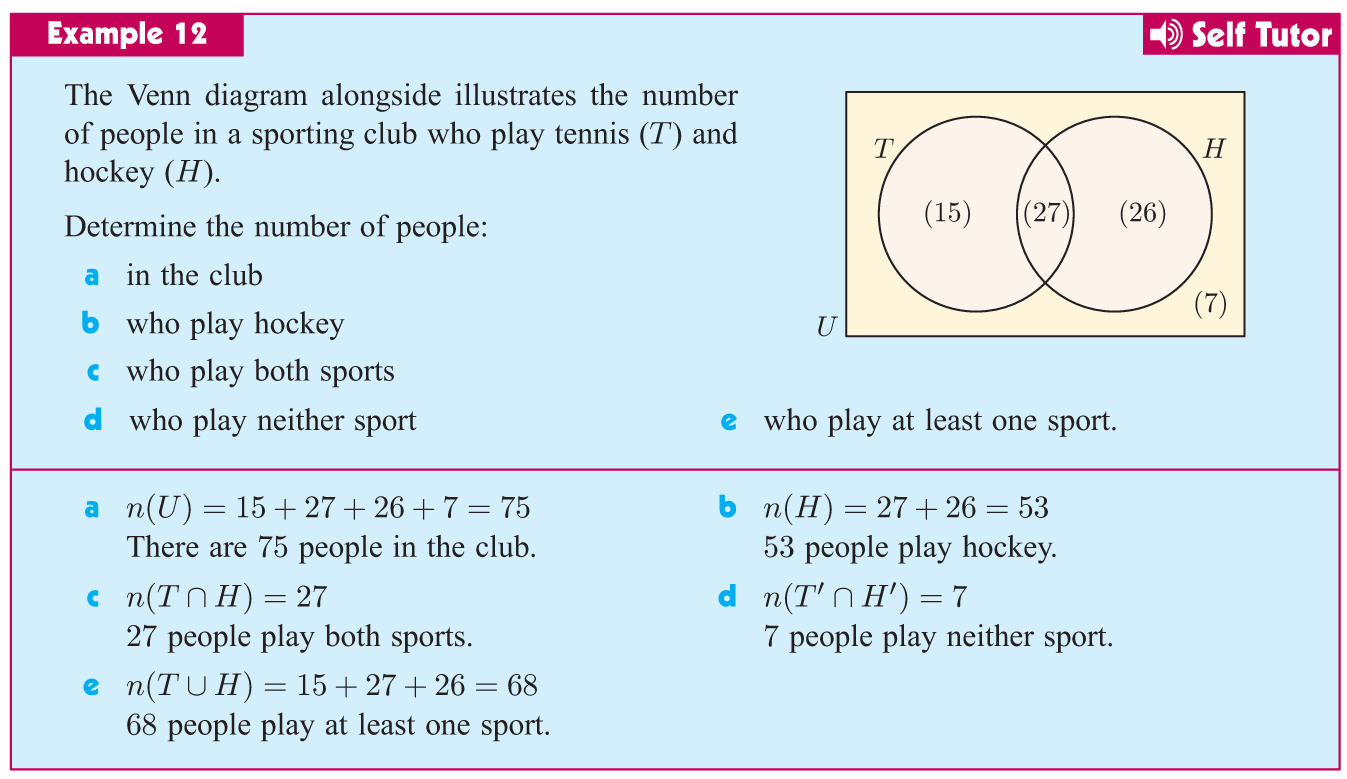 Example 12
Self Tutor
The Venn diagram alongside illustrates the number
of people in a sporting club who play tennis (T) and
hockey (H).
Determine the number of people:
a in the club
b who play hockey
c who play both sports
d who play neither sport
e who play at least one sport.
T
H
(15) (27) (26)
(7)
U
a n(U) = 15 + 27 + 26 + 7 = 75
There are 75 people in the club.
b n(H) = 27 + 26 = 53
53 people play hockey.
c n(T ∩ H) = 27
27 people play both sports.
d n(T′ ∩ H′) = 7
7 people play neither sport.
e n(T ∪ H) = 15 + 27 + 26 = 68
68 people play at least one sport.